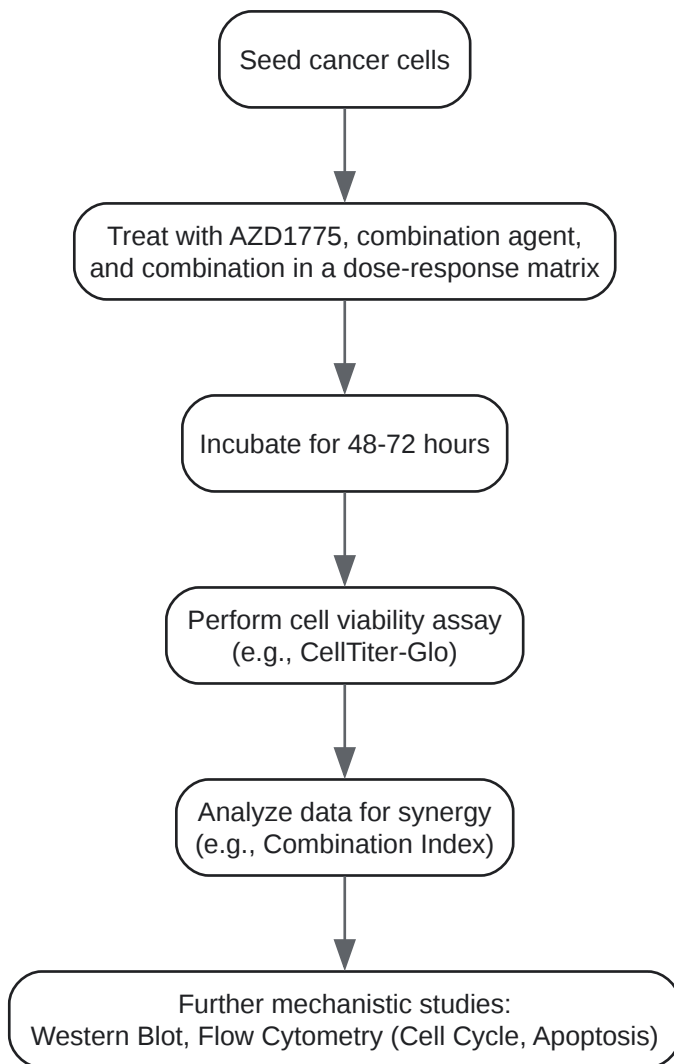 Seed cancer cells
Treat with AZD1775, combination agent,
and combination in a dose-response matrix
Incubate for 48-72 hours
Perform cell viability assay
(e.g., CellTiter-Glo)
Analyze data for synergy
(e.g., Combination Index)
Further mechanistic studies:
Western Blot, Flow Cytometry (Cell Cycle, Apoptosis)